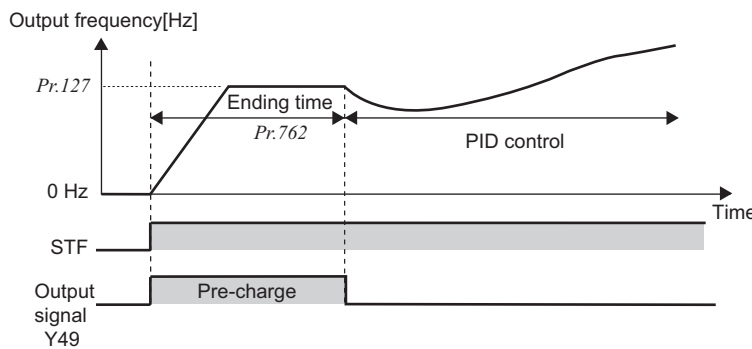 Output frequency[Hz]
Pr.127
Ending time
Pr.762
PID control
0 Hz
Time
STF
Output
signal
Y49
Pre-charge